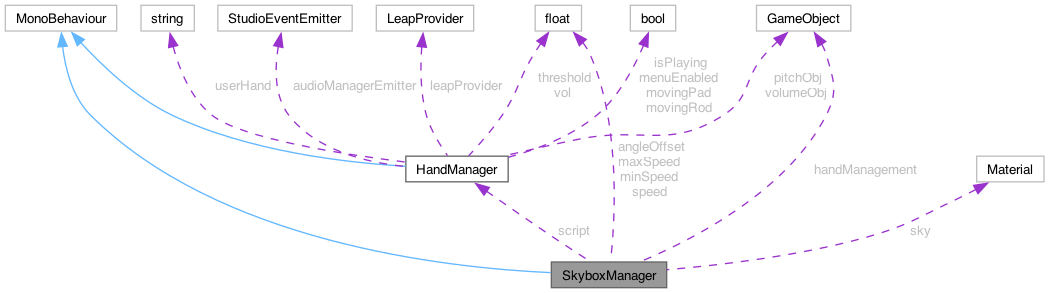 MonoBehaviour
string
StudioEventEmitter
LeapProvider
float
bool
GameObject
isPlaying
menuEnabled
movingPad
movingRod
userHand
audioManagerEmitter
leapProvider
threshold
vol
pitchObj
volumeObj
HandManager
angleOffset
maxSpeed
minSpeed
speed
handManagement
Material
script
sky
SkyboxManager